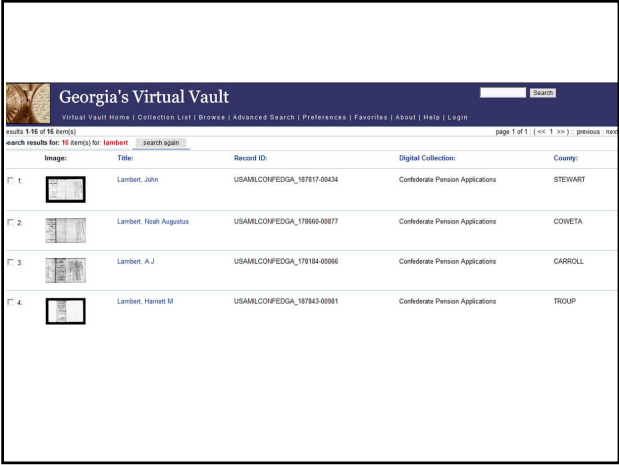 Georgia's Virtual Vault
Search
Virtual Vault Home | Collection List | Browse | Advanced Search | Preferences | Favorites | About | Help | Login
esults 1-16 of 16 item(s)
page 1 of 1 : ( << 1 >> ) :: previous : next
earch results for: 16 item(s) for: lambert search again
Image: Title: Record ID: Digital Collection: County:
1. Lambert, John USAMILCONFEDGA_187817-00434 Confederate Pension Applications STEWART
2. Lambert, Noah Augustus USAMILCONFEDGA_178660-00877 Confederate Pension Applications COWETA
3. Lambert, A J USAMILCONFEDGA_178184-00066 Confederate Pension Applications CARROLL
4. Lambert, Harriett M USAMILCONFEDGA_187843-00981 Confederate Pension Applications TROUP